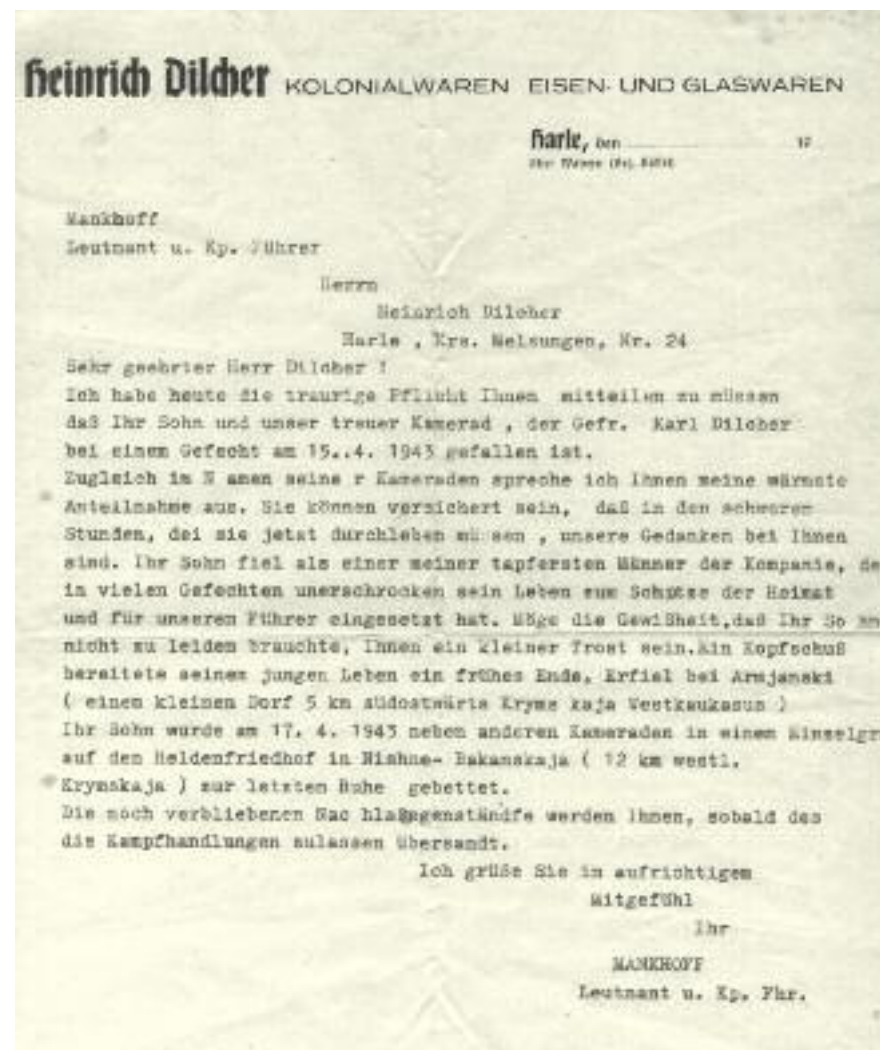 Heinrich Dilcher KOLONIALWAREN EISEN- UND GLASWAREN
Harle, den 19
Mankhoff
Leutnant u. Kp. Führer
Herrn
Heinrich Dilcher
Harle , Krs. Melsungen, Nr. 24
Sehr geehrter Herr Dilcher !
Ich habe heute die traurige Pflicht Ihnen mitteilen zu müssen
daß Ihr Sohn und unser treuer Kamerad , der Gefr. Karl Dilcher
bei einem Gefecht am 15..4. 1943 gefallen ist.
Zugleich im N amen seine r Kameraden spreche ich Ihnen meine wärmste
Anteilnahme aus. Sie können versichert sein, daß in den schweren
Stunden, dei sie jetzt durchleben müssen , unsere Gedanken bei Ihnen
sind. Ihr Sohn fiel als einer meiner tapfersten Männer der Kompanie, de
in vielen Gefechten unerschrocken sein Leben zum Schutze der Heimat
und für unseren Führer eingesetzt hat. Möge die Gewißheit,daß Ihr So hn
nicht zu leiden brauchte, Ihnen ein kleiner Trost sein.Ein Kopfschuß
bereitete seinem jungen Leben ein frühes Ende. Erfiel bei Armjanski
( einem kleinen Dorf 5 km südostwärts Kryms kaja Westkaukasus )
Ihr Sohn wurde am 17. 4. 1943 neben anderen Kameraden in einem Einzelgr
auf den Heldenfriedhof in Nishne- Bakanskaja ( 12 km westl.
Krymskaja ) zur letzten Ruhe gebettet.
Die noch verbliebenen Nac hlaßgegenständfe werden Ihnen, sobald des
die Kampfhandlungen zulassen übersandt.
Ich grüße Sie in aufrichtigem
Mitgefühl
Ihr
MANKHOFF
Leutnant u. Kp. Fhr.